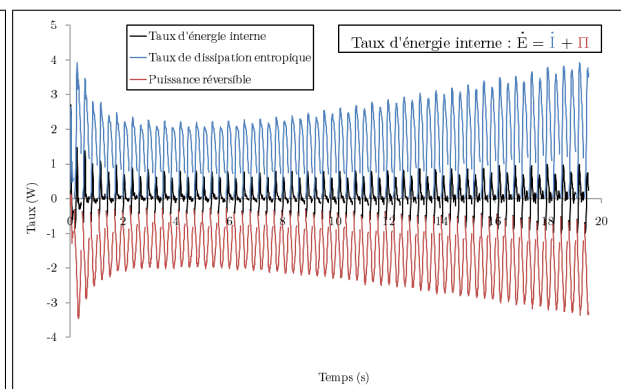 Taux d'énergie interne
Taux de dissipation entropique
Puissance réversible
Taux d'énergie interne : Ė = İ + Π
Taux (W)
5
4
3
2
1
0
-1
-2
-3
-4
0 2 4 6 8 10 12 14 16 18 20
Temps (s)